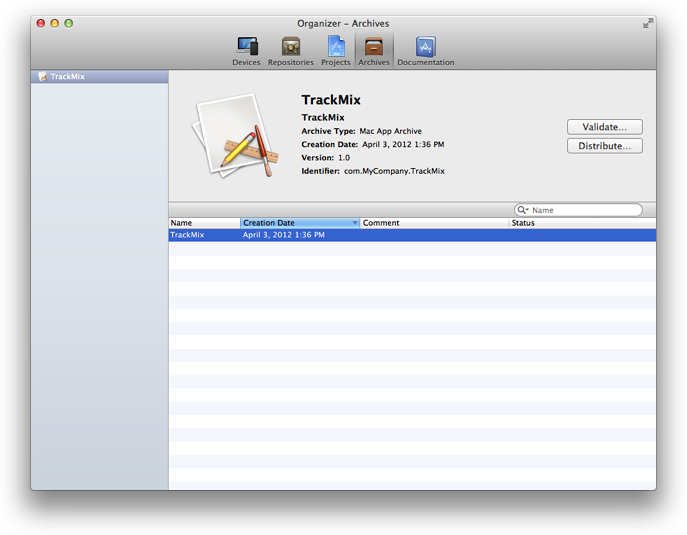 Organizer – Archives
Devices Repositories Projects Archives Documentation
TrackMix
TrackMix
TrackMix
Archive Type: Mac App Archive
Creation Date: April 3, 2012 1:36 PM
Version: 1.0
Identifier: com.MyCompany.TrackMix
Validate...
Distribute...
Name
Name Creation Date Comment Status
TrackMix April 3, 2012 1:36 PM